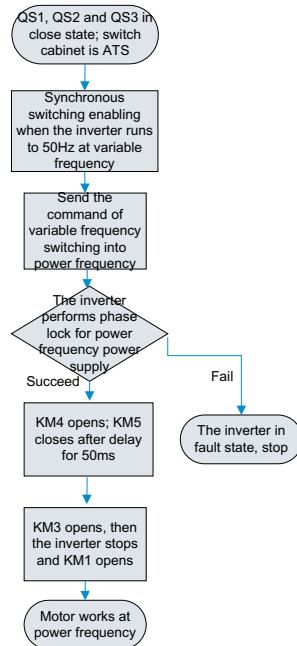 QS1, QS2 and QS3 in
close state; switch
cabinet is ATS
Synchronous
switching enabling
when the inverter runs
to 50Hz at variable
frequency
Send the
command of
variable frequency
switching into
power frequency
The inverter
performs phase
lock for power
frequency power
supply
Succeed
Fail
KM4 opens; KM5
closes after delay
for 50ms
The inverter in
fault state, stop
KM3 opens, then
the inverter stops
and KM1 opens
Motor works at
power frequency